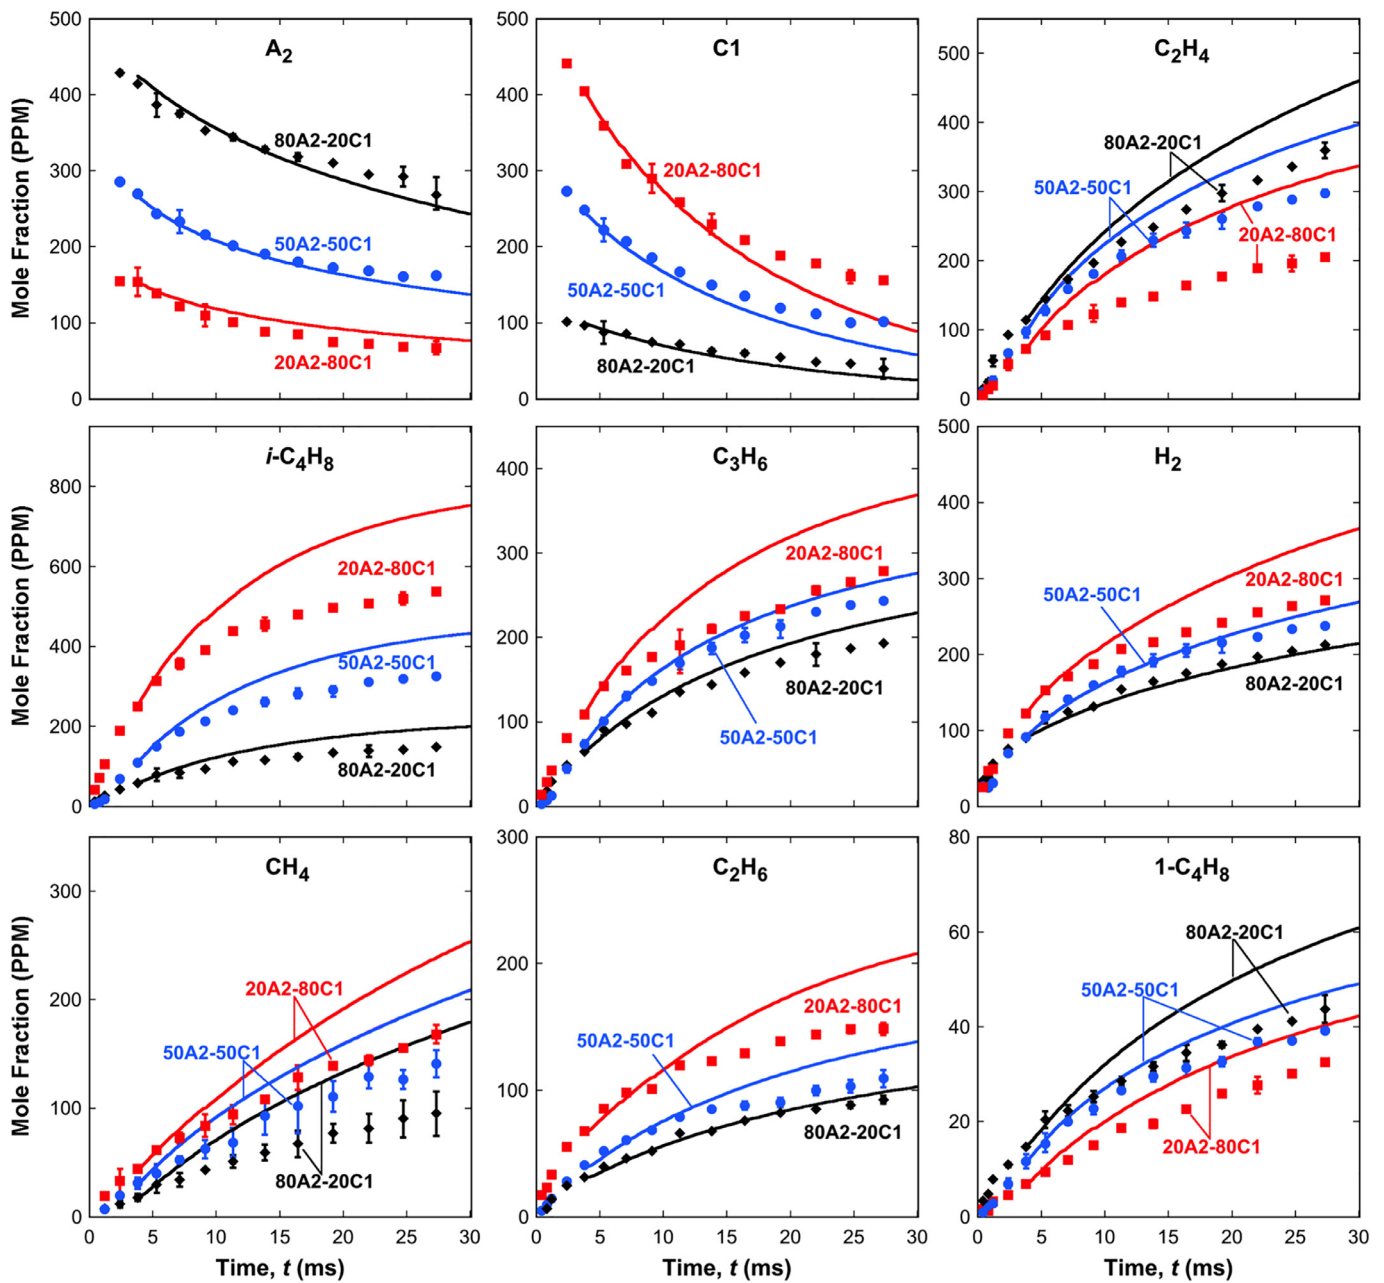 A2
Mole Fraction (PPM)
500
400
300
200
100
0
80A2-20C1
50A2-50C1
20A2-80C1
C1
500
400
300
200
100
0
20A2-80C1
50A2-50C1
80A2-20C1
C2H4
500
400
300
200
100
0
80A2-20C1
50A2-50C1
20A2-80C1
i-C4H8
Mole Fraction (PPM)
800
600
400
200
0
20A2-80C1
50A2-50C1
80A2-20C1
C3H6
400
300
200
100
0
20A2-80C1
80A2-20C1
50A2-50C1
H2
500
400
300
200
100
0
20A2-80C1
50A2-50C1
80A2-20C1
CH4
Mole Fraction (PPM)
300
200
100
0
20A2-80C1
50A2-50C1
80A2-20C1
0 5 10 15 20 25 30
Time, t (ms)
C2H6
300
200
100
0
20A2-80C1
50A2-50C1
80A2-20C1
0 5 10 15 20 25 30
Time, t (ms)
1-C4H8
80
60
40
20
0
80A2-20C1
50A2-50C1
20A2-80C1
0 5 10 15 20 25 30
Time, t (ms)